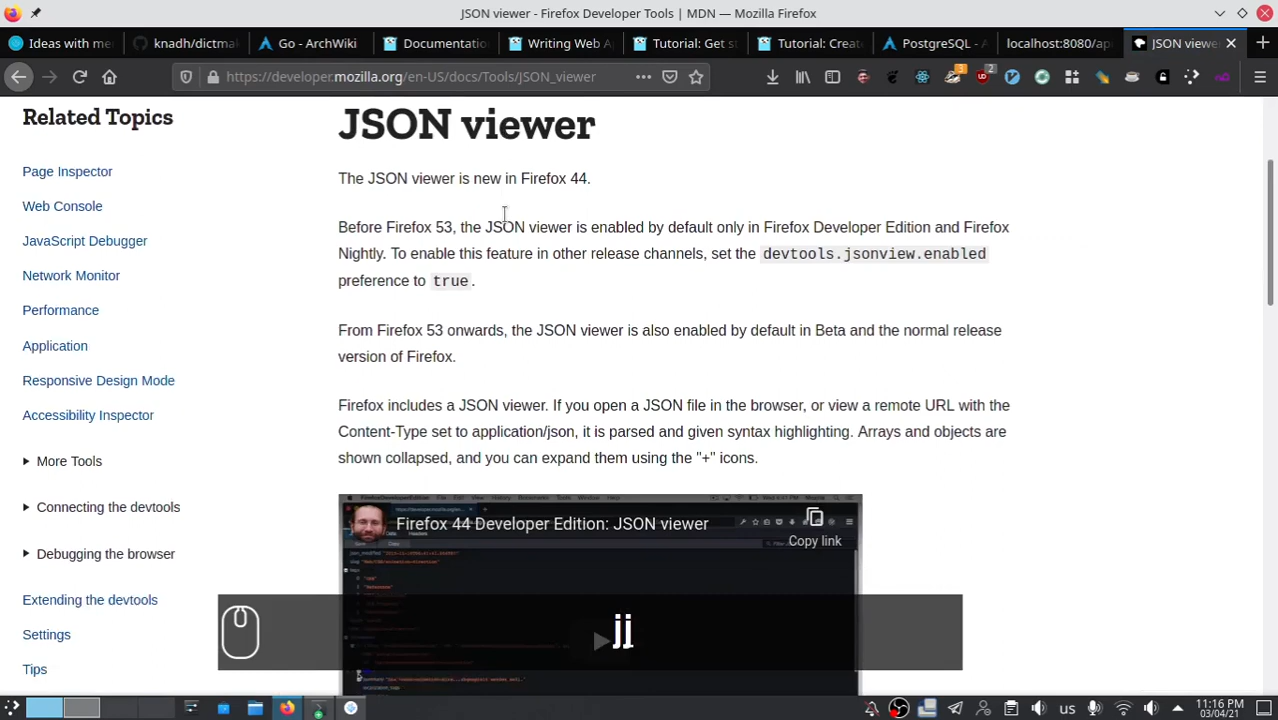 JSON viewer - Firefox Developer Tools | MDN — Mozilla Firefox
Ideas with me
knadh/dictmak
Go - ArchWiki
Documentatio
Writing Web A
Tutorial: Get st
Tutorial: Create
PostgreSQL - A
localhost:8080/ap
JSON viewer
https://developer.mozilla.org/en-US/docs/Tools/JSON_viewer
3
2
Related Topics
Page Inspector
Web Console
JavaScript Debugger
Network Monitor
Performance
Application
Responsive Design Mode
Accessibility Inspector
More Tools
Connecting the devtools
Debugging the browser
Extending the devtools
Settings
Tips
JSON viewer
The JSON viewer is new in Firefox 44.
Before Firefox 53, the JSON viewer is enabled by default only in Firefox Developer Edition and Firefox
Nightly. To enable this feature in other release channels, set the devtools.jsonview.enabled
preference to true.
From Firefox 53 onwards, the JSON viewer is also enabled by default in Beta and the normal release
version of Firefox.
Firefox includes a JSON viewer. If you open a JSON file in the browser, or view a remote URL with the
Content-Type set to application/json, it is parsed and given syntax highlighting. Arrays and objects are
shown collapsed, and you can expand them using the "+" icons.
Firefox 44 Developer Edition: JSON viewer
Copy link
jj
us
11:16 PM
03/04/21